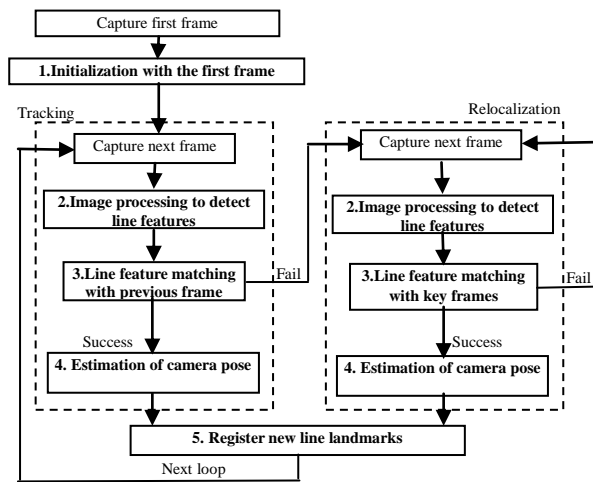 Capture first frame
1.Initialization with the first frame
Tracking
Capture next frame
2.Image processing to detect
line features
3.Line feature matching
with previous frame
Fail
Success
4. Estimation of camera pose
Relocalization
Capture next frame
2.Image processing to detect
line features
3.Line feature matching
with key frames
Fail
Success
4. Estimation of camera pose
5. Register new line landmarks
Next loop